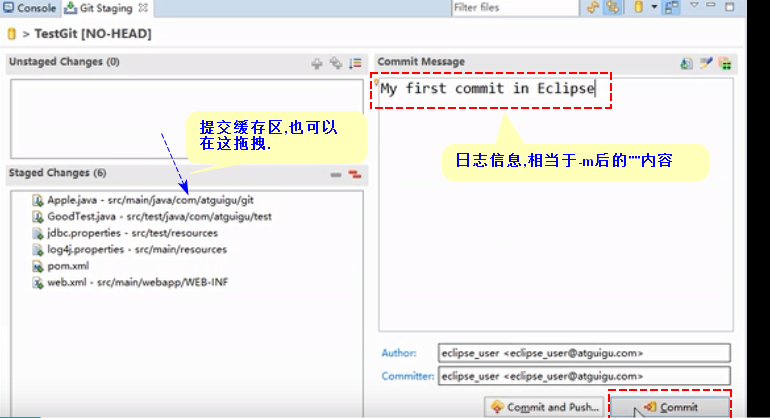 Console Git Staging Filter files
> TestGit [NO-HEAD]
Unstaged Changes (0)
Commit Message
My first commit in Eclipse
提交缓存区,也可以
在这拖拽.
日志信息,相当于-m后的""内容
Staged Changes (6)
Apple.java - src/main/java/com/atguigu/git
GoodTest.java - src/test/java/com/atguigu/test
jdbc.properties - src/test/resources
log4j.properties - src/main/resources
pom.xml
web.xml - src/main/webapp/WEB-INF
Author: eclipse_user <eclipse_user@atguigu.com>
Committer: eclipse_user <eclipse_user@atguigu.com>
Commit and Push... Commit